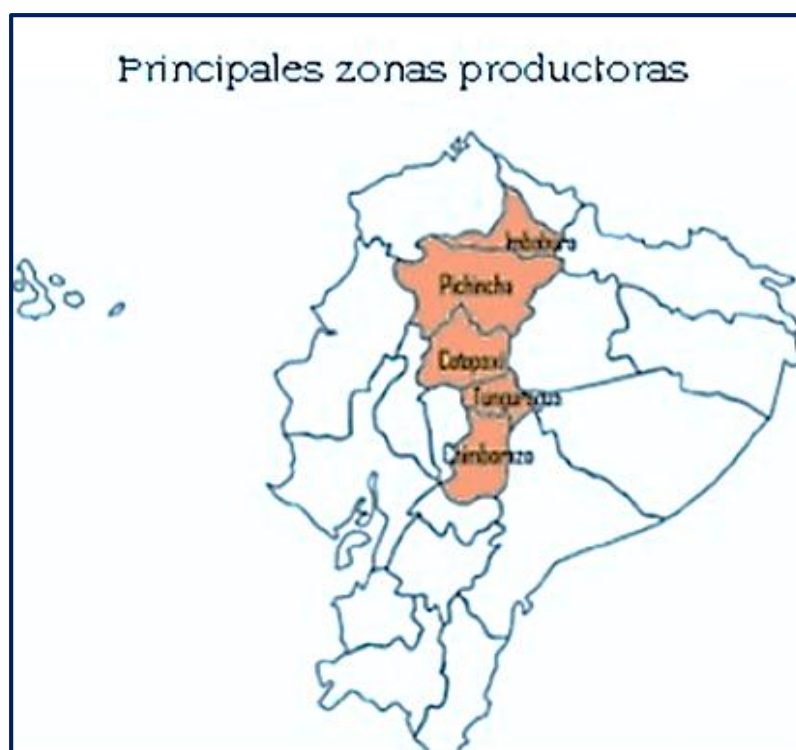 Principales zonas productoras
Imbabura
Pichincha
Cotopaxi
Tungurahua
Chimborazo